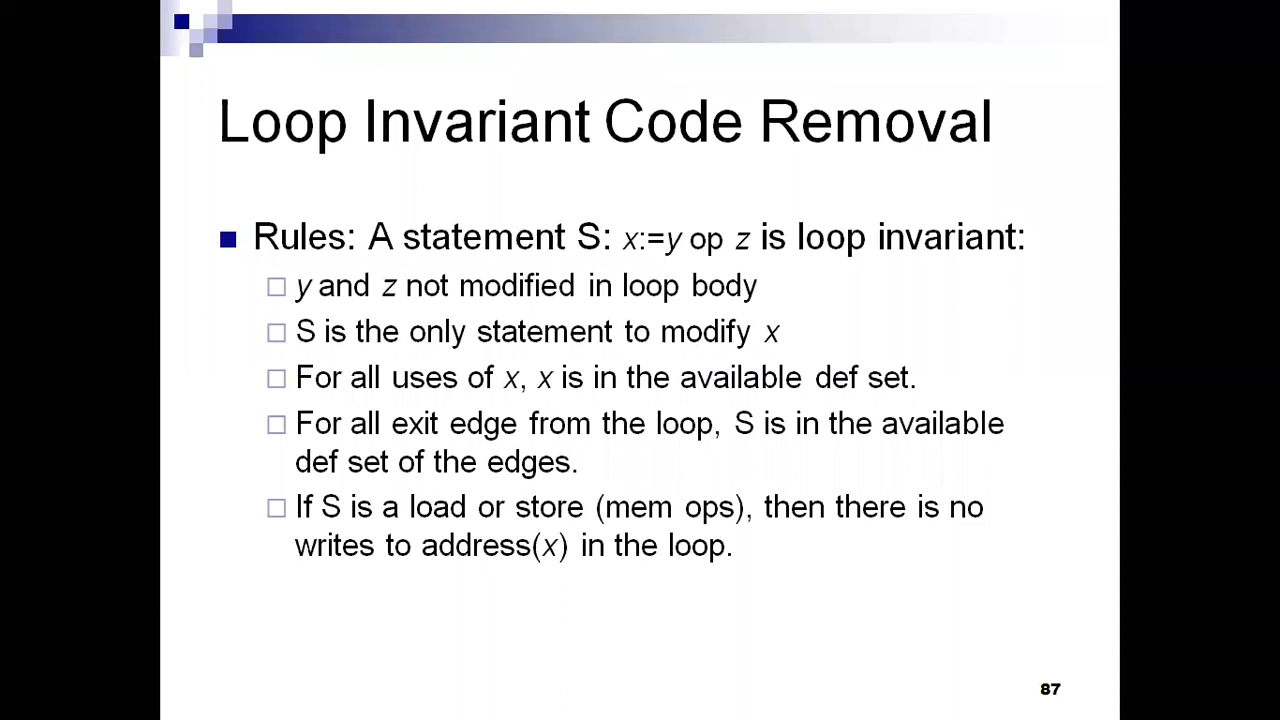 Loop Invariant Code Removal
Rules: A statement S: x:=y op z is loop invariant:
y and z not modified in loop body
S is the only statement to modify x
For all uses of x, x is in the available def set.
For all exit edge from the loop, S is in the available
def set of the edges.
If S is a load or store (mem ops), then there is no
writes to address(x) in the loop.
87